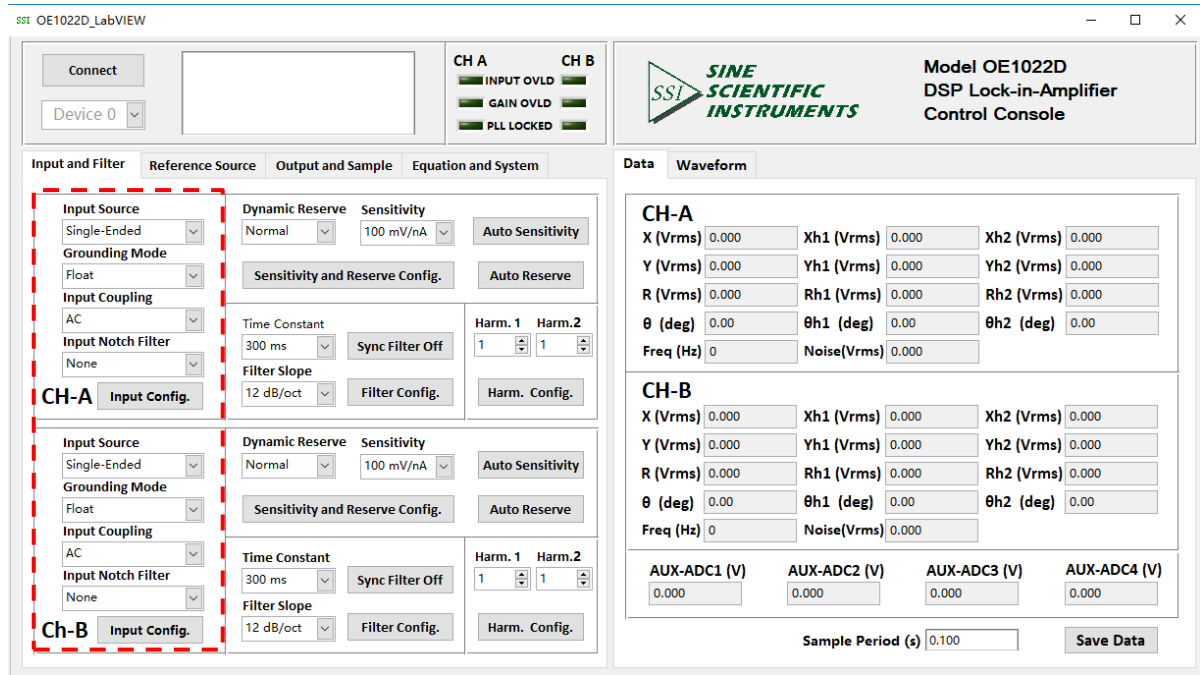 SSI OE1022D_LabVIEW
Connect
Device 0
CH A CH B
INPUT OVLD
GAIN OVLD
PLL LOCKED
SSI
SINE
SCIENTIFIC
INSTRUMENTS
Model OE1022D
DSP Lock-in-Amplifier
Control Console
Input and Filter Reference Source Output and Sample Equation and System
Input Source
Single-Ended
Grounding Mode
Float
Input Coupling
AC
Input Notch Filter
None
CH-A Input Config.
Dynamic Reserve Sensitivity
Normal 100 mV/nA Auto Sensitivity
Sensitivity and Reserve Config. Auto Reserve
Time Constant
300 ms Sync Filter Off
Filter Slope
12 dB/oct Filter Config.
Harm. 1 Harm.2
1 1
Harm. Config.
Input Source
Single-Ended
Grounding Mode
Float
Input Coupling
AC
Input Notch Filter
None
Ch-B Input Config.
Dynamic Reserve Sensitivity
Normal 100 mV/nA Auto Sensitivity
Sensitivity and Reserve Config. Auto Reserve
Time Constant
300 ms Sync Filter Off
Filter Slope
12 dB/oct Filter Config.
Harm. 1 Harm.2
1 1
Harm. Config.
Data Waveform
CH-A
X (Vrms) 0.000 Xh1 (Vrms) 0.000 Xh2 (Vrms) 0.000
Y (Vrms) 0.000 Yh1 (Vrms) 0.000 Yh2 (Vrms) 0.000
R (Vrms) 0.000 Rh1 (Vrms) 0.000 Rh2 (Vrms) 0.000
θ (deg) 0.00 θh1 (deg) 0.00 θh2 (deg) 0.00
Freq (Hz) 0 Noise(Vrms) 0.000
CH-B
X (Vrms) 0.000 Xh1 (Vrms) 0.000 Xh2 (Vrms) 0.000
Y (Vrms) 0.000 Yh1 (Vrms) 0.000 Yh2 (Vrms) 0.000
R (Vrms) 0.000 Rh1 (Vrms) 0.000 Rh2 (Vrms) 0.000
θ (deg) 0.00 θh1 (deg) 0.00 θh2 (deg) 0.00
Freq (Hz) 0 Noise(Vrms) 0.000
AUX-ADC1 (V) AUX-ADC2 (V) AUX-ADC3 (V) AUX-ADC4 (V)
0.000 0.000 0.000 0.000
Sample Period (s) 0.100 Save Data